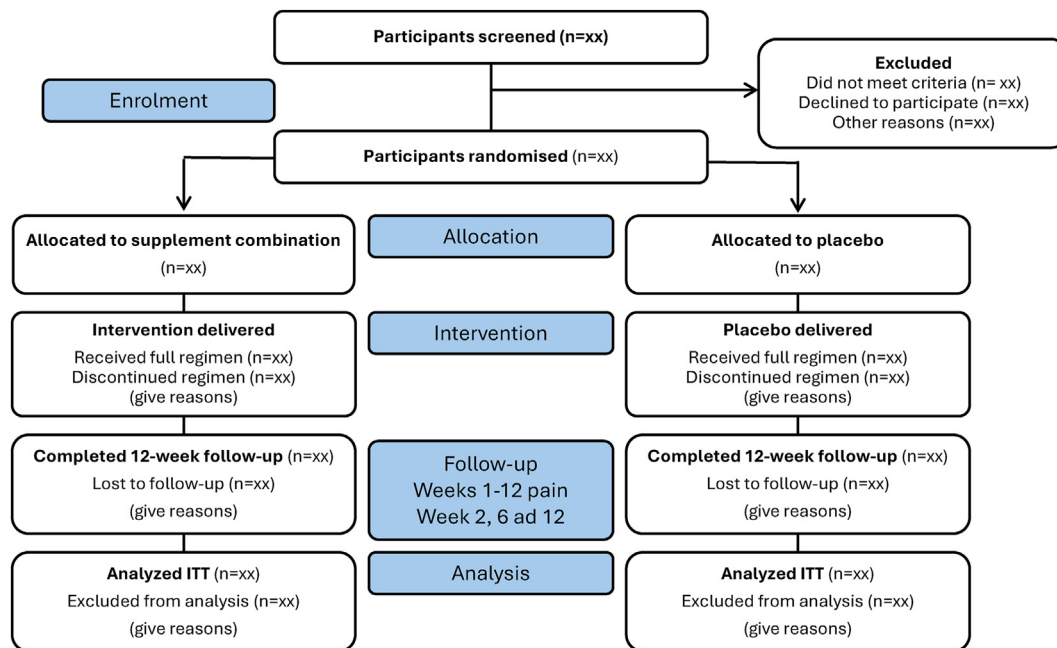 Participants screened (n=xx)
Enrolment
Excluded
Did not meet criteria (n= xx)
Declined to participate (n=xx)
Other reasons (n=xx)
Participants randomised (n=xx)
Allocated to supplement combination
(n=xx)
Allocation
Allocated to placebo
(n=xx)
Intervention delivered
Received full regimen (n=xx)
Discontinued regimen (n=xx)
(give reasons)
Intervention
Placebo delivered
Received full regimen (n=xx)
Discontinued regimen (n=xx)
(give reasons)
Completed 12-week follow-up (n=xx)
Lost to follow-up (n=xx)
(give reasons)
Follow-up
Weeks 1-12 pain
Week 2, 6 ad 12
Completed 12-week follow-up (n=xx)
Lost to follow-up (n=xx)
(give reasons)
Analyzed ITT (n=xx)
Excluded from analysis (n=xx)
(give reasons)
Analysis
Analyzed ITT (n=xx)
Excluded from analysis (n=xx)
(give reasons)